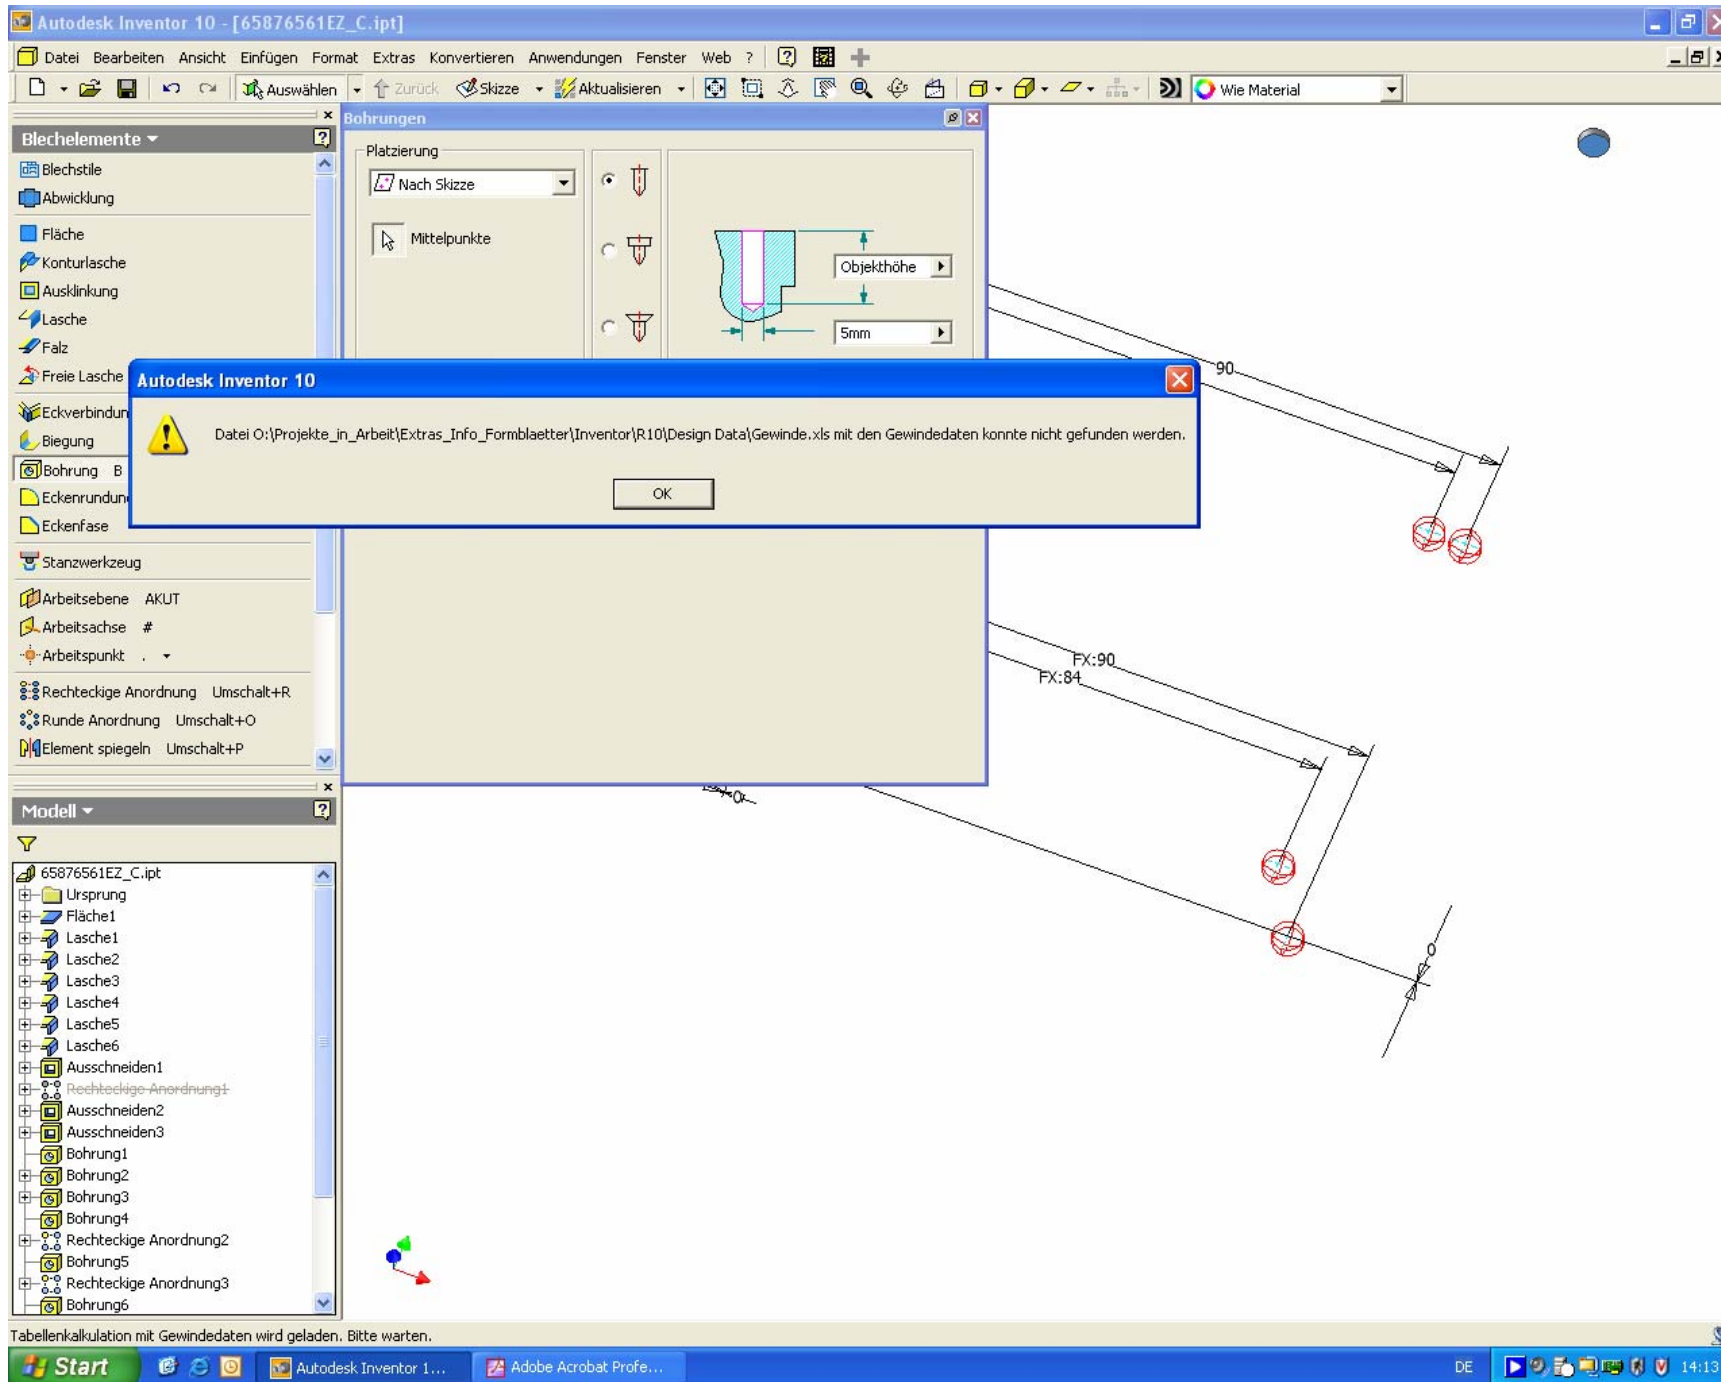 Autodesk Inventor 10 - [65876561EZ_C.ipt]
Datei Bearbeiten Ansicht Einfügen Format Extras Konvertieren Anwendungen Fenster Web ?
Auswählen Zurück Skizze Aktualisieren Wie Material
Blechelemente
Blechstile
Abwicklung
Fläche
Konturlasche
Ausklinkung
Lasche
Falz
Freie Lasche
Eckverbindun
Biegung
Bohrung B
Eckenrundun
Eckenfase
Stanzwerkzeug
Arbeitsebene AKUT
Arbeitsachse #
Arbeitspunkt .
Rechteckige Anordnung Umschalt+R
Runde Anordnung Umschalt+O
Element spiegeln Umschalt+P
Bohrungen
Platzierung
Nach Skizze
Mittelpunkte
Objekthöhe
5mm
Autodesk Inventor 10
Datei O:\Projekte_in_Arbeit\Extras_Info_Formblaetter\Inventor\R10\Design Data\Gewinde.xls mit den Gewindedaten konnte nicht gefunden werden.
OK
90
FX:90
FX:84
0
0
Modell
65876561EZ_C.ipt
Ursprung
Fläche1
Lasche1
Lasche2
Lasche3
Lasche4
Lasche5
Lasche6
Ausschneiden1
Rechteckige Anordnung1
Ausschneiden2
Ausschneiden3
Bohrung1
Bohrung2
Bohrung3
Bohrung4
Rechteckige Anordnung2
Bohrung5
Rechteckige Anordnung3
Bohrung6
Tabellenkalkulation mit Gewindedaten wird geladen. Bitte warten.
Start Autodesk Inventor 1... Adobe Acrobat Profe... DE 14:13